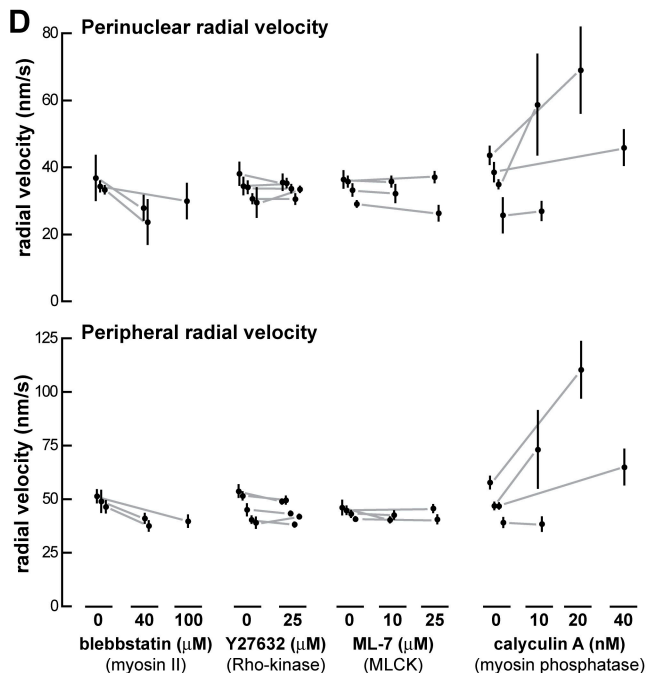 D
Perinuclear radial velocity
80
60
40
20
0
radial velocity (nm/s)
Peripheral radial velocity
125
100
75
50
25
0
radial velocity (nm/s)
0 40 100 0 25 0 10 25 0 10 20 40
blebbstatin (μM) Y27632 (μM) ML-7 (μM) calyculin A (nM)
(myosin II) (Rho-kinase) (MLCK) (myosin phosphatase)